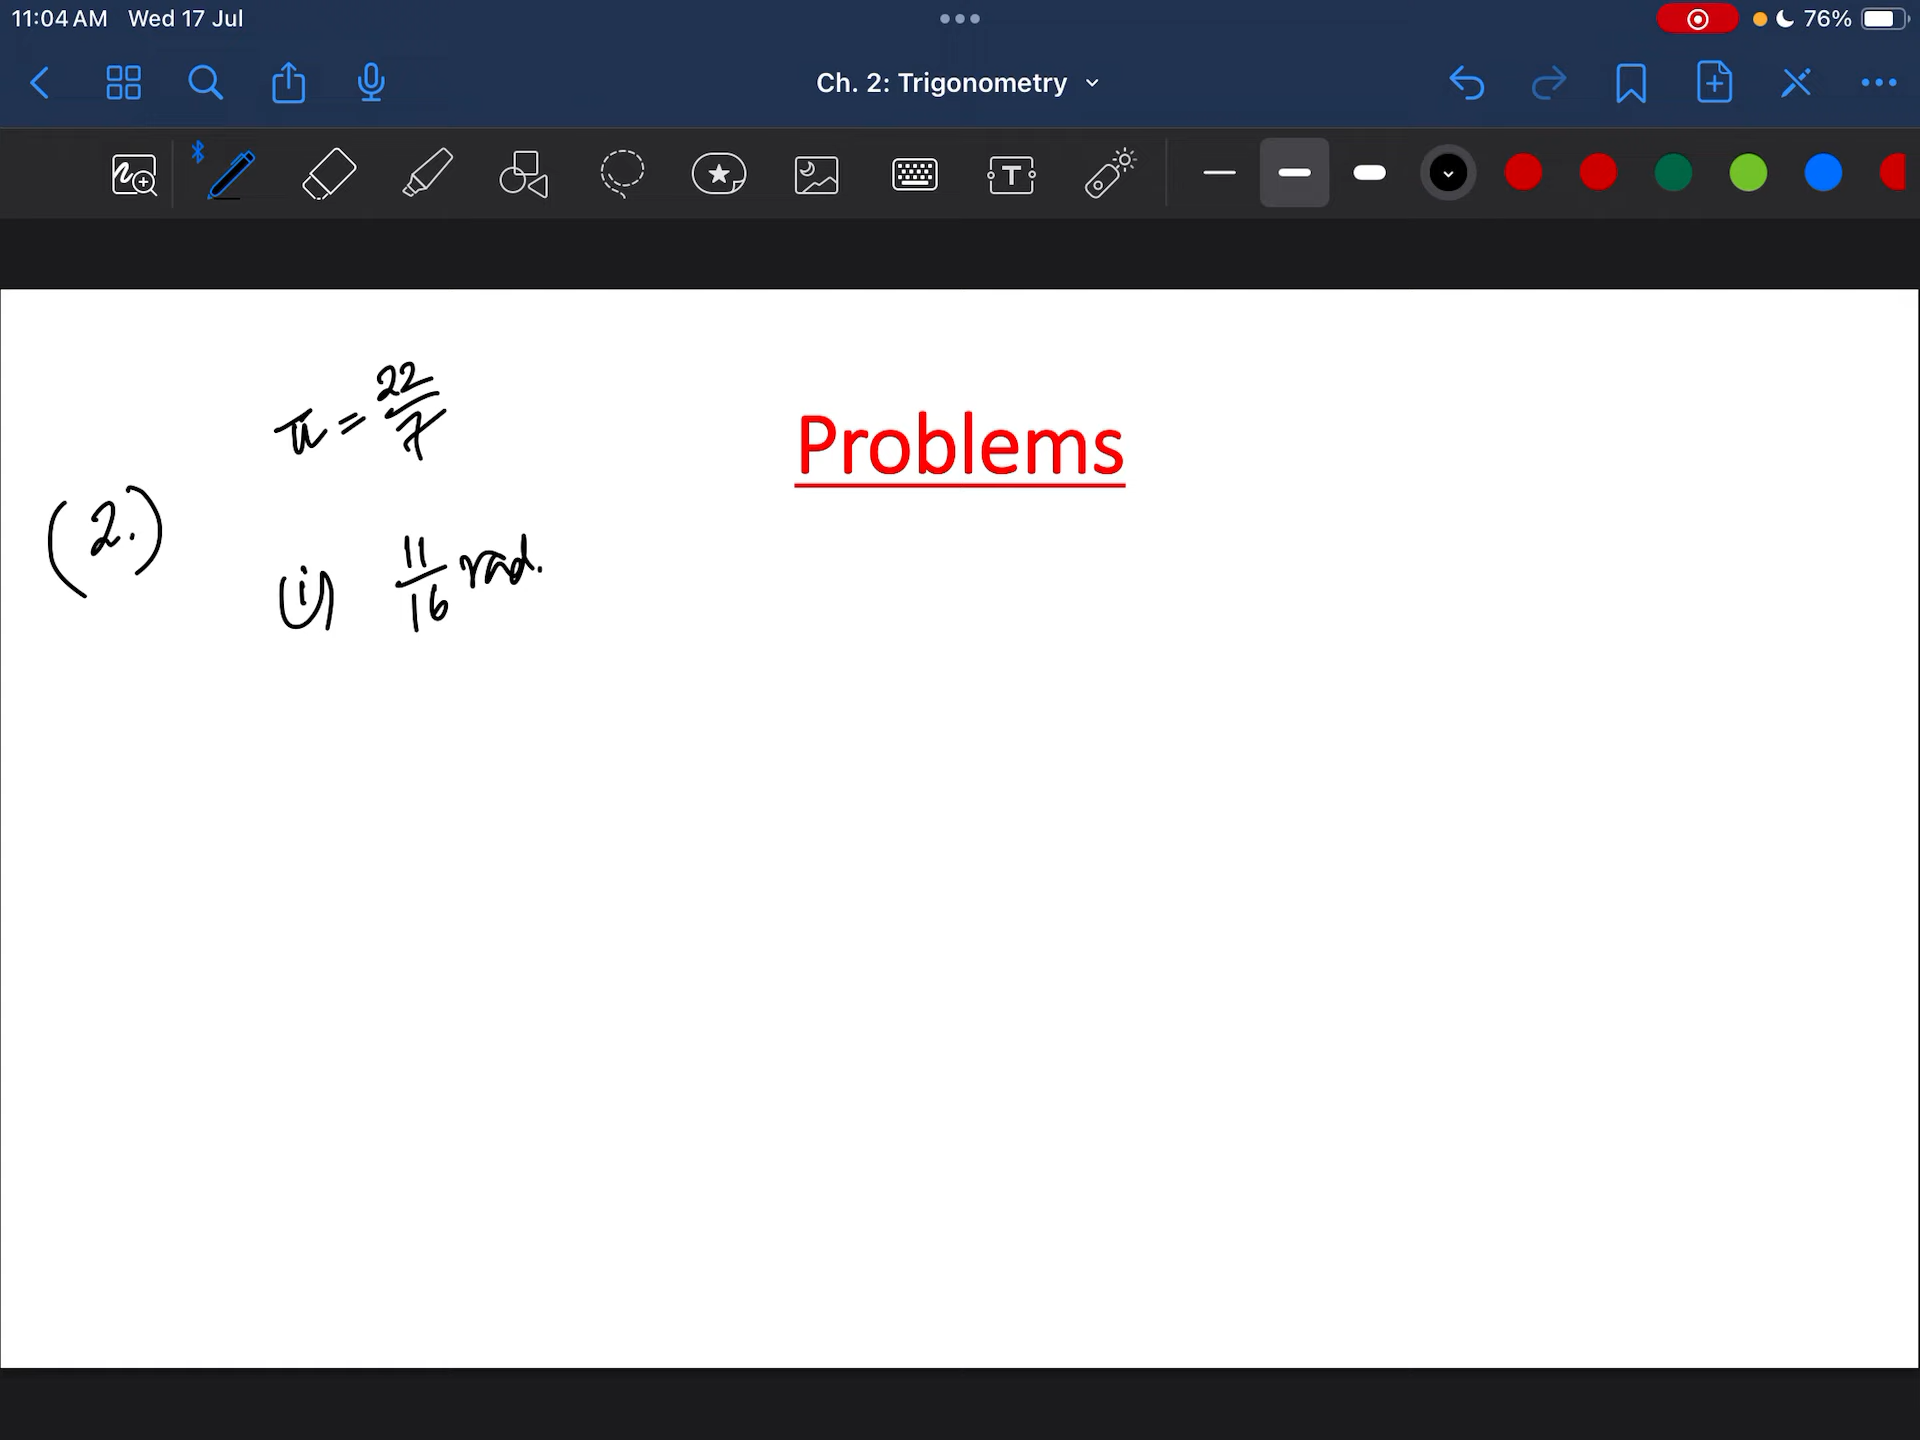 11:04 AM Wed 17 Jul
76%
Ch. 2: Trigonometry
T
π = 22/7
Problems
(2.)
(i) 11/16 rad.